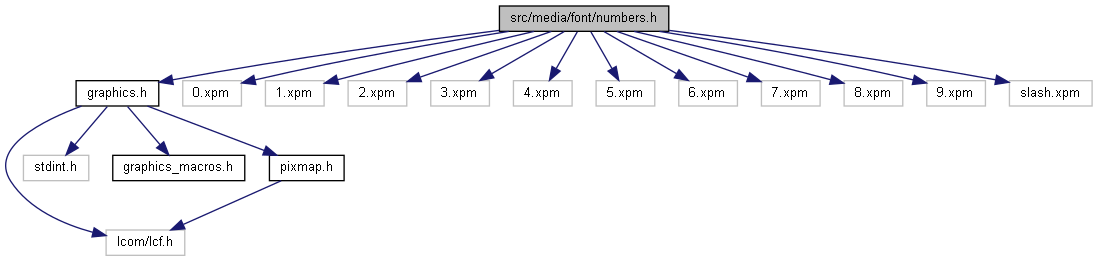 src/media/font/numbers.h
graphics.h
0.xpm
1.xpm
2.xpm
3.xpm
4.xpm
5.xpm
6.xpm
7.xpm
8.xpm
9.xpm
slash.xpm
stdint.h
graphics_macros.h
pixmap.h
lcom/lcf.h